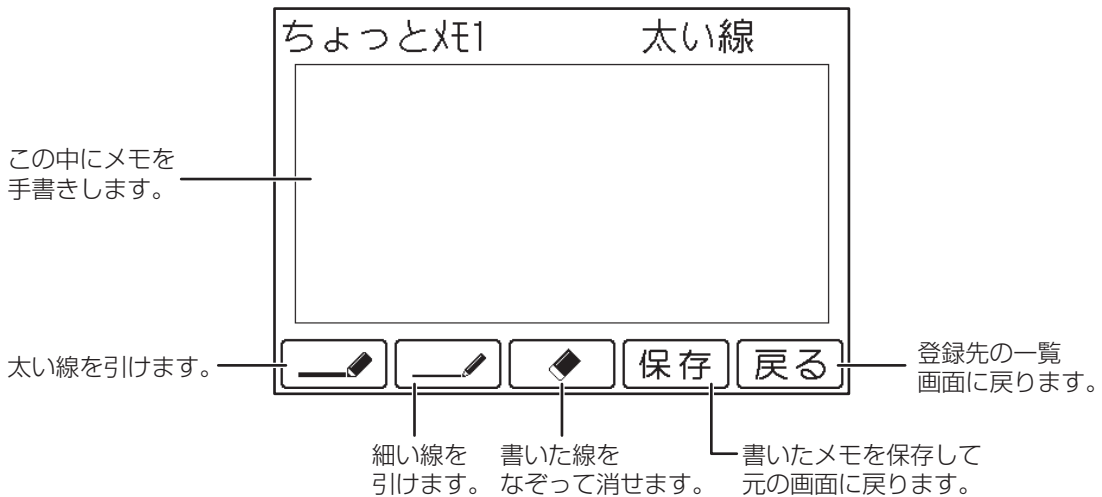 ちょっとメモ1 太い線
この中にメモを
手書きします。
太い線を引けます。
保存 戻る
登録先の一覧
画面に戻ります。
細い線を
引けます。
書いた線を
なぞって消せます。
書いたメモを保存して
元の画面に戻ります。